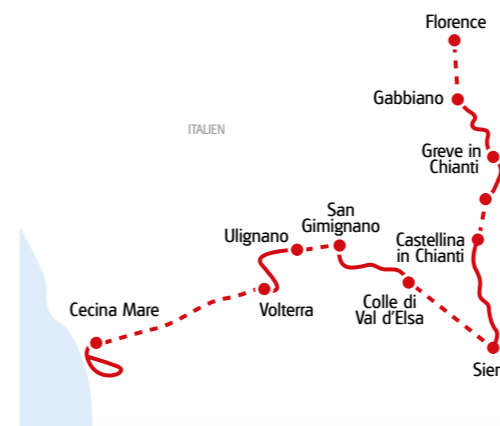 Florence
Gabbiano
ITALIEN
Greve in
Chianti
San
Gimignano
Ulignano
Castellina
in Chianti
Colle di
Val d'Elsa
Cecina Mare
Volterra
Sien